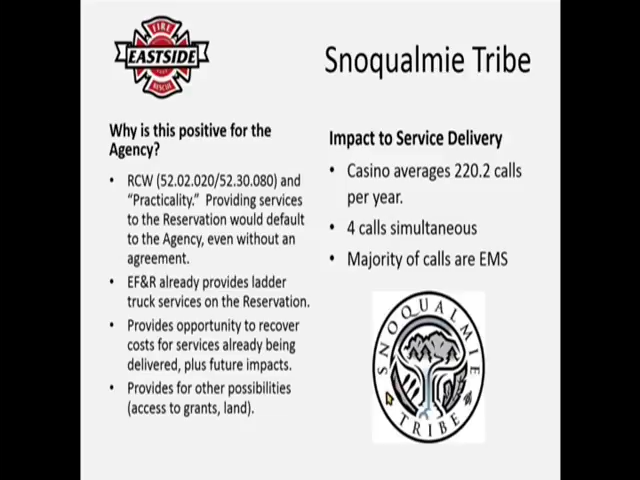 FIRE
EASTSIDE
RESCUE
Snoqualmie Tribe
Why is this positive for the
Agency?
• RCW (52.02.020/52.30.080) and
“Practicality.” Providing services
to the Reservation would default
to the Agency, even without an
agreement.
• EF&R already provides ladder
truck services on the Reservation.
• Provides opportunity to recover
costs for services already being
delivered, plus future impacts.
• Provides for other possibilities
(access to grants, land).
Impact to Service Delivery
• Casino averages 220.2 calls
per year.
• 4 calls simultaneous
• Majority of calls are EMS
SNOQUALMIE
TRIBE